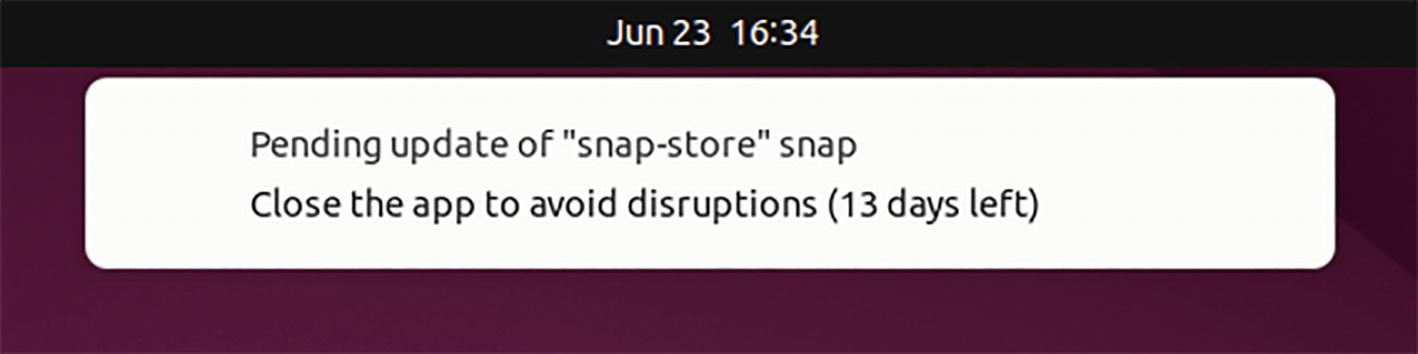 Jun 23 16:34
Pending update of "snap-store" snap
Close the app to avoid disruptions (13 days left)